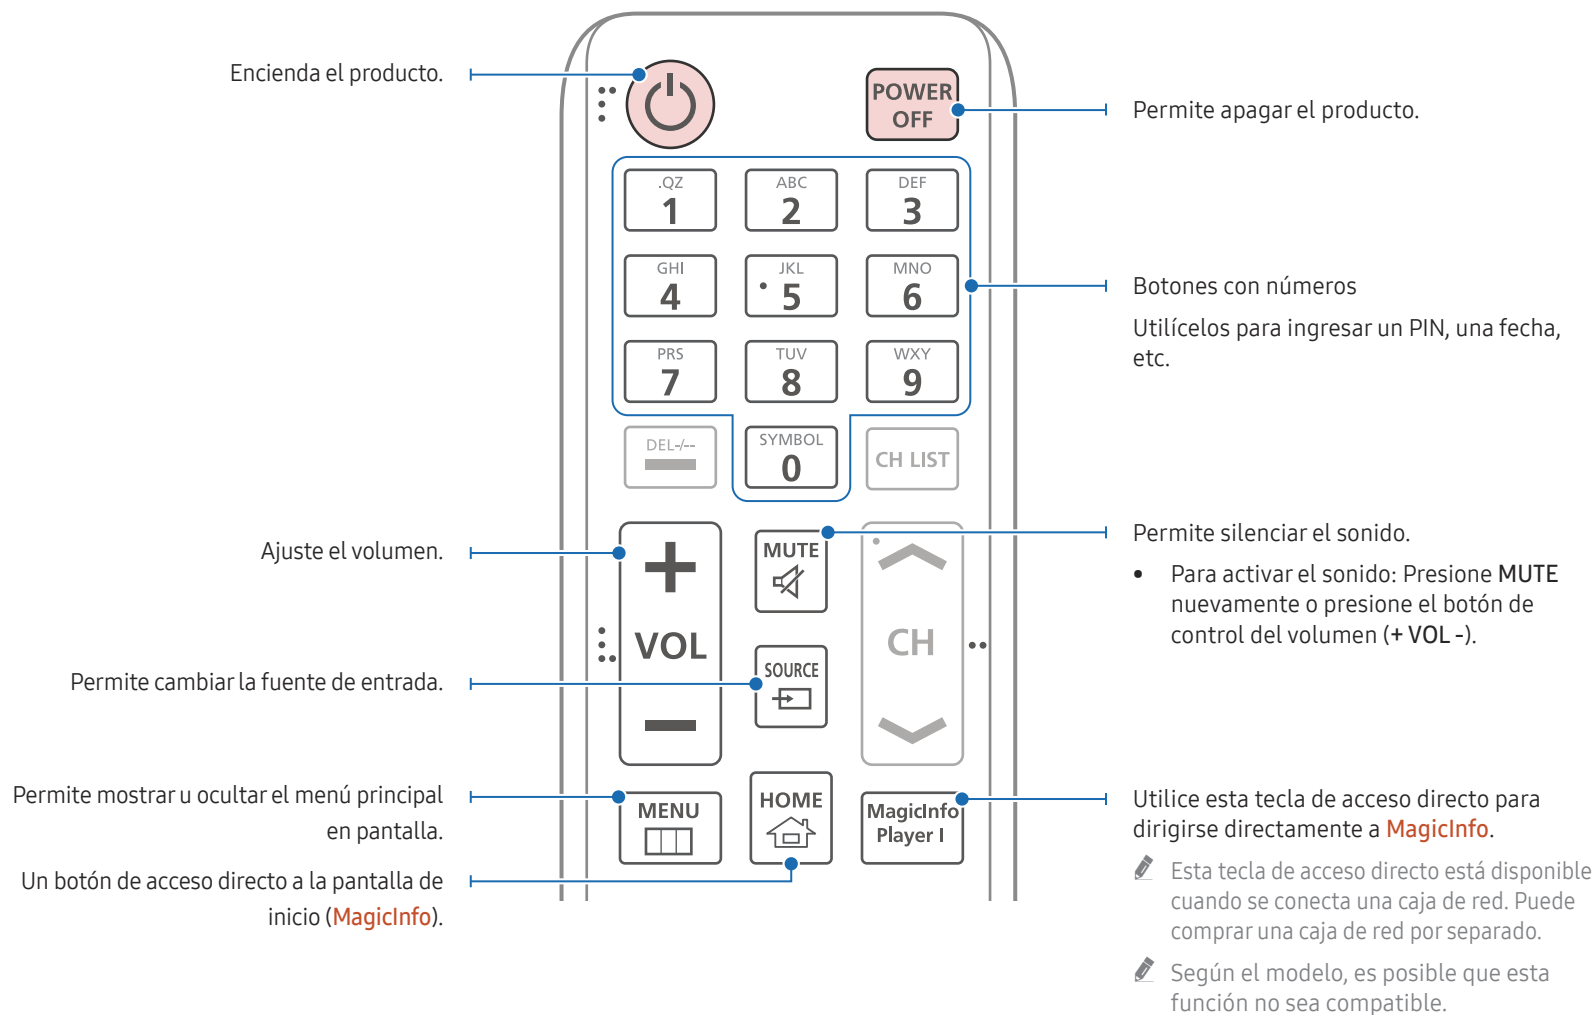 Encienda el producto.
POWER
OFF
Permite apagar el producto.
.QZ
1
ABC
2
DEF
3
GHI
4
JKL
5
MNO
6
Botones con números
Utilícelos para ingresar un PIN, una fecha,
etc.
PRS
7
TUV
8
WXY
9
DEL-/--
SYMBOL
0
CH LIST
Ajuste el volumen.
VOL
MUTE
CH
Permite silenciar el sonido.
• Para activar el sonido: Presione MUTE
nuevamente o presione el botón de
control del volumen (+ VOL -).
Permite cambiar la fuente de entrada.
SOURCE
Permite mostrar u ocultar el menú principal
en pantalla.
MENU
HOME
MagicInfo
Player I
Utilice esta tecla de acceso directo para
dirigirse directamente a MagicInfo.
Esta tecla de acceso directo está disponible
cuando se conecta una caja de red. Puede
comprar una caja de red por separado.
Según el modelo, es posible que esta
función no sea compatible.
Un botón de acceso directo a la pantalla de
inicio (MagicInfo).